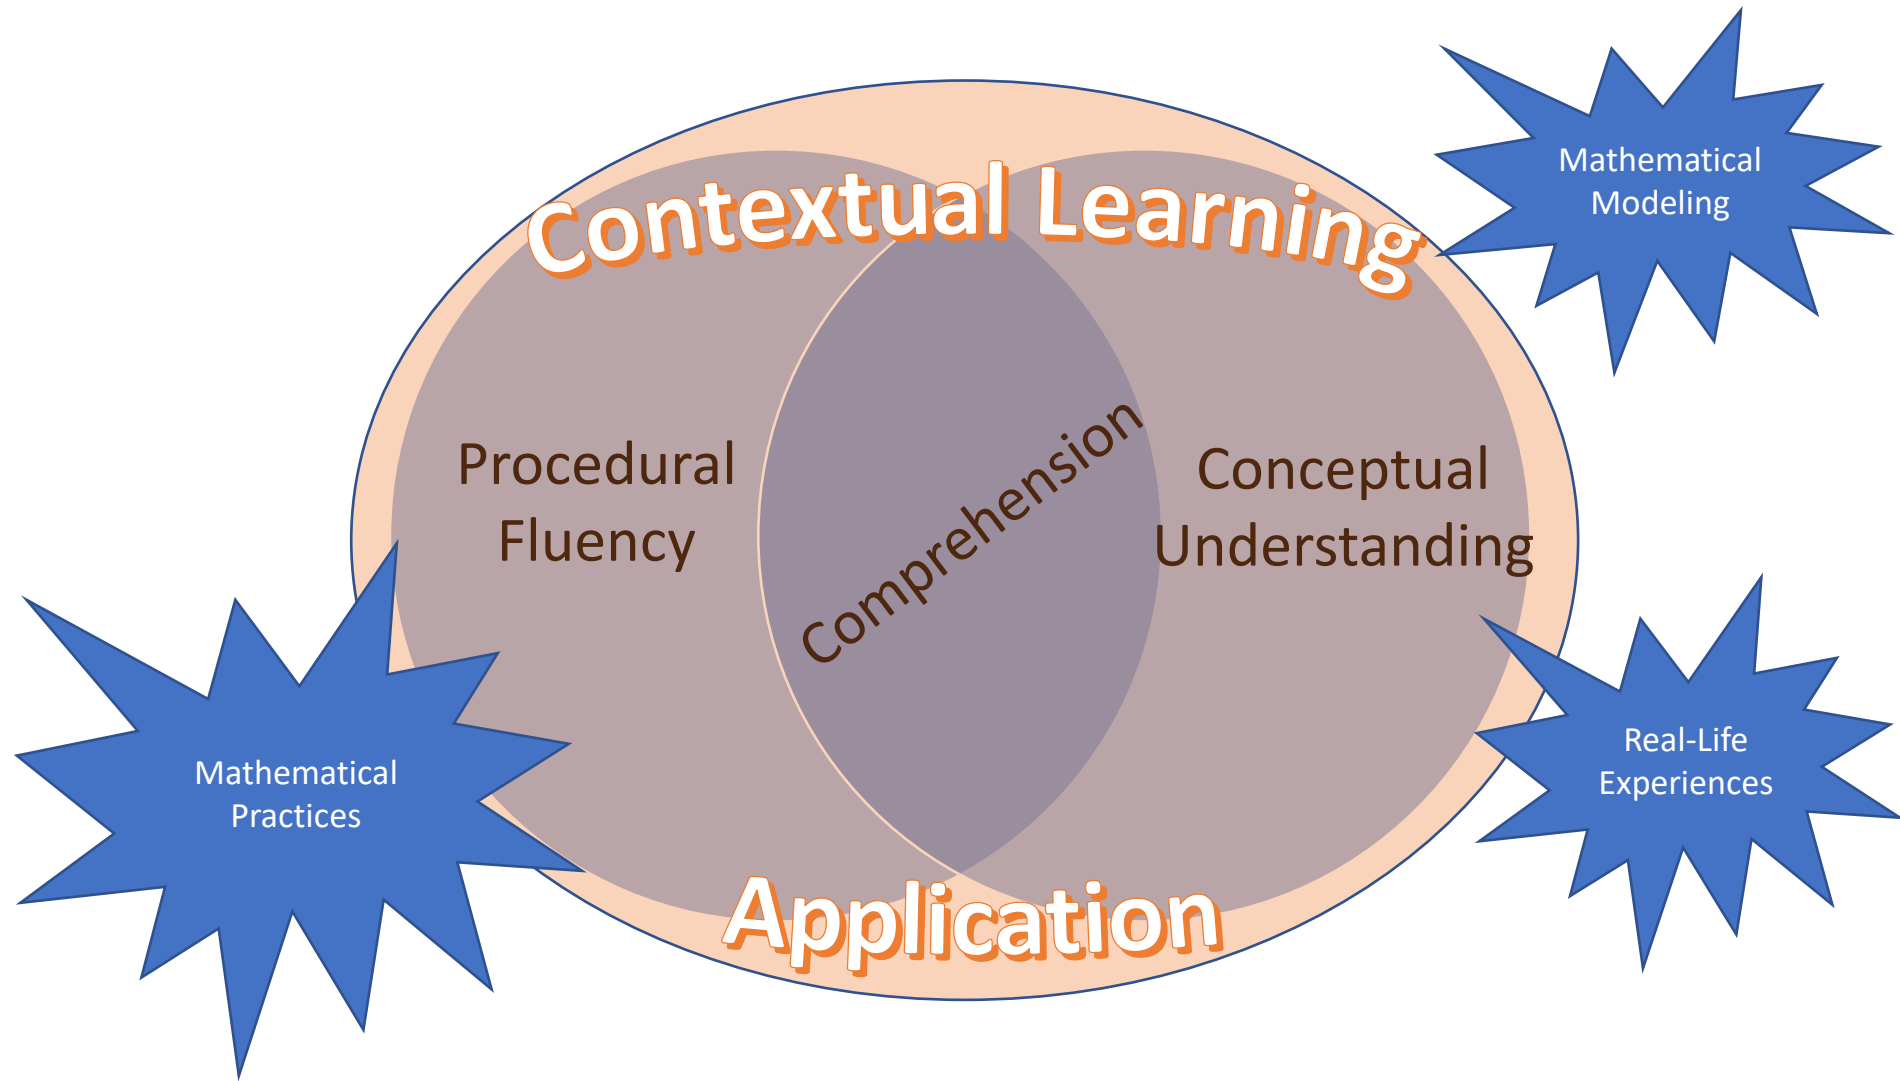 Contextual Learning
Mathematical
Modeling
Procedural
Fluency
Comprehension
Conceptual
Understanding
Mathematical
Practices
Real-Life
Experiences
Application